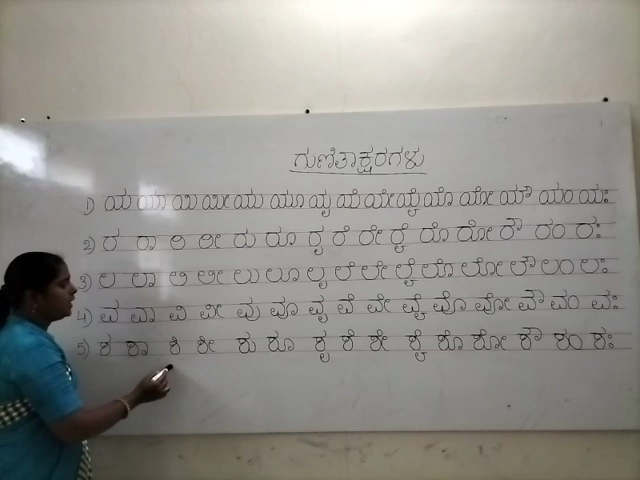 ಗುಣಿತಾಕ್ಷರಗಳು
1) ಯ ಯಾ ಯಿ ಯೀ ಯು ಯೂ ಯೃ ಯೆ ಯೇ ಯೈ ಯೊ ಯೋ ಯೌ ಯಂ ಯಃ
2) ರ ರಾ ರಿ ರೀ ರು ರೂ ರೃ ರೆ ರೇ ರೈ ರೊ ರೋ ರೌ ರಂ ರಃ
3) ಲ ಲಾ ಲಿ ಲೀ ಲು ಲೂ ಲೃ ಲೆ ಲೇ ಲೈ ಲೊ ಲೋ ಲೌ ಲಂ ಲಃ
4) ವ ವಾ ವಿ ವೀ ವು ವೂ ವೃ ವೆ ವೇ ವೈ ವೊ ವೋ ವೌ ವಂ ವಃ
5) ಶ ಶಾ ಶಿ ಶೀ ಶು ಶೂ ಶೃ ಶೆ ಶೇ ಶೈ ಶೊ ಶೋ ಶೌ ಶಂ ಶಃ